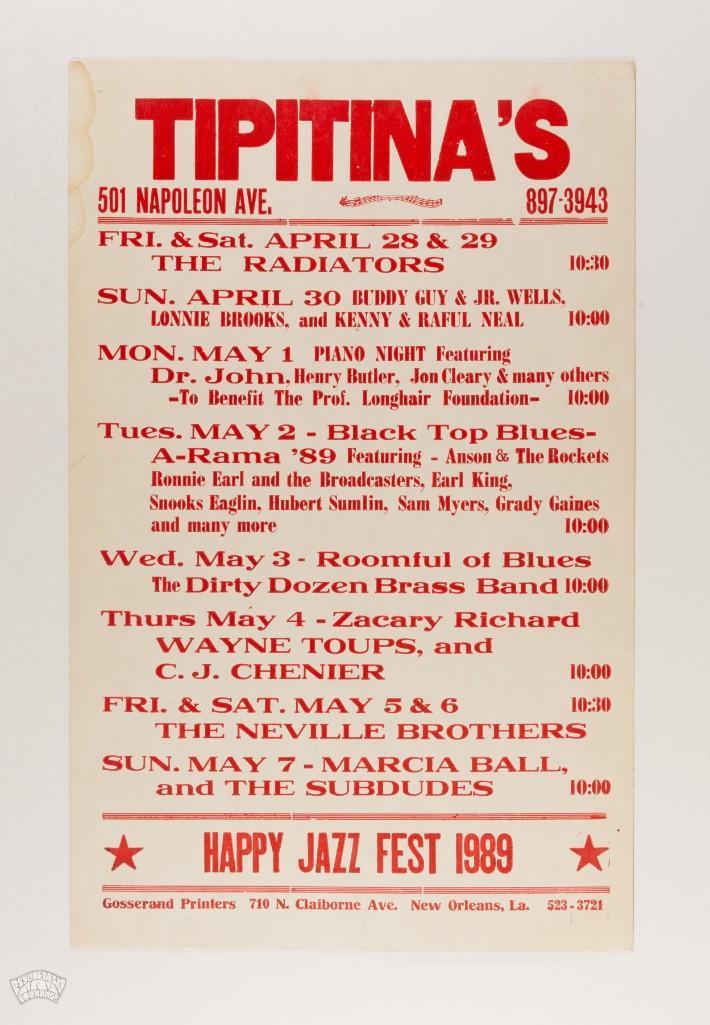 TIPITINA'S
501 NAPOLEON AVE. 897-3943
FRI. & Sat. APRIL 28 & 29
THE RADIATORS 10:30
SUN. APRIL 30 BUDDY GUY & JR. WELLS,
LONNIE BROOKS, and KENNY & RAFUL NEAL 10:00
MON. MAY 1 PIANO NIGHT Featuring
Dr. John, Henry Butler, Jon Cleary & many others
-To Benefit The Prof. Longhair Foundation- 10:00
Tues. MAY 2 - Black Top Blues-
A-Rama '89 Featuring - Anson & The Rockets
Ronnie Earl and the Broadcasters, Earl King,
Snooks Eaglin, Hubert Sumlin, Sam Myers, Grady Gaines
and many more 10:00
Wed. May 3 - Roomful of Blues
The Dirty Dozen Brass Band 10:00
Thurs May 4 - Zacary Richard
WAYNE TOUPS, and
C. J. CHENIER 10:00
FRI. & SAT. MAY 5 & 6 10:30
THE NEVILLE BROTHERS
SUN. MAY 7 - MARCIA BALL,
and THE SUBDUDES 10:00
HAPPY JAZZ FEST 1989
Gosserand Printers 710 N. Claiborne Ave. New Orleans, La. 523-3721